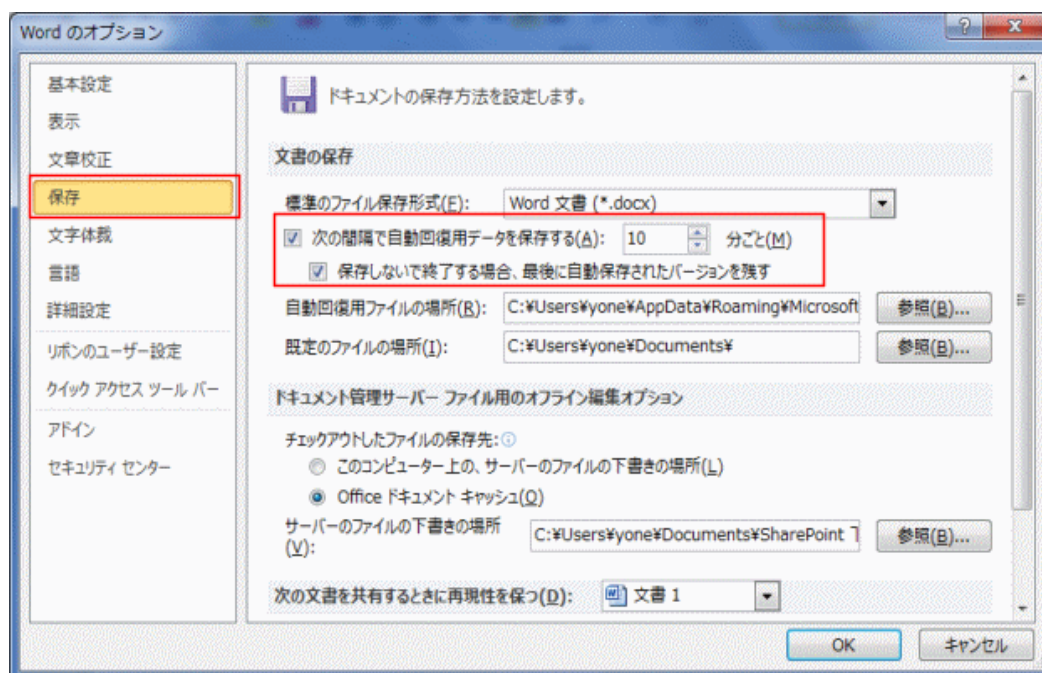 Word のオプション
基本設定
表示
文章校正
保存
文字体裁
言語
詳細設定
リボンのユーザー設定
クイック アクセス ツール バー
アドイン
セキュリティ センター
ドキュメントの保存方法を設定します。
文書の保存
標準のファイル保存形式(F): Word 文書 (*.docx)
次の間隔で自動回復用データを保存する(A): 10 分ごと(M)
保存しないで終了する場合、最後に自動保存されたバージョンを残す
自動回復用ファイルの場所(R): C:¥Users¥yone¥AppData¥Roaming¥Microsoft 参照(B)...
既定のファイルの場所(I): C:¥Users¥yone¥Documents¥ 参照(B)...
ドキュメント管理サーバー ファイル用のオフライン編集オプション
チェックアウトしたファイルの保存先:
このコンピューター上の、サーバーのファイルの下書きの場所(L)
Office ドキュメント キャッシュ(O)
サーバーのファイルの下書きの場所
(V): C:¥Users¥yone¥Documents¥SharePoint 参照(B)...
次の文書を共有するときに再現性を保つ(D): 文書 1
OK キャンセル